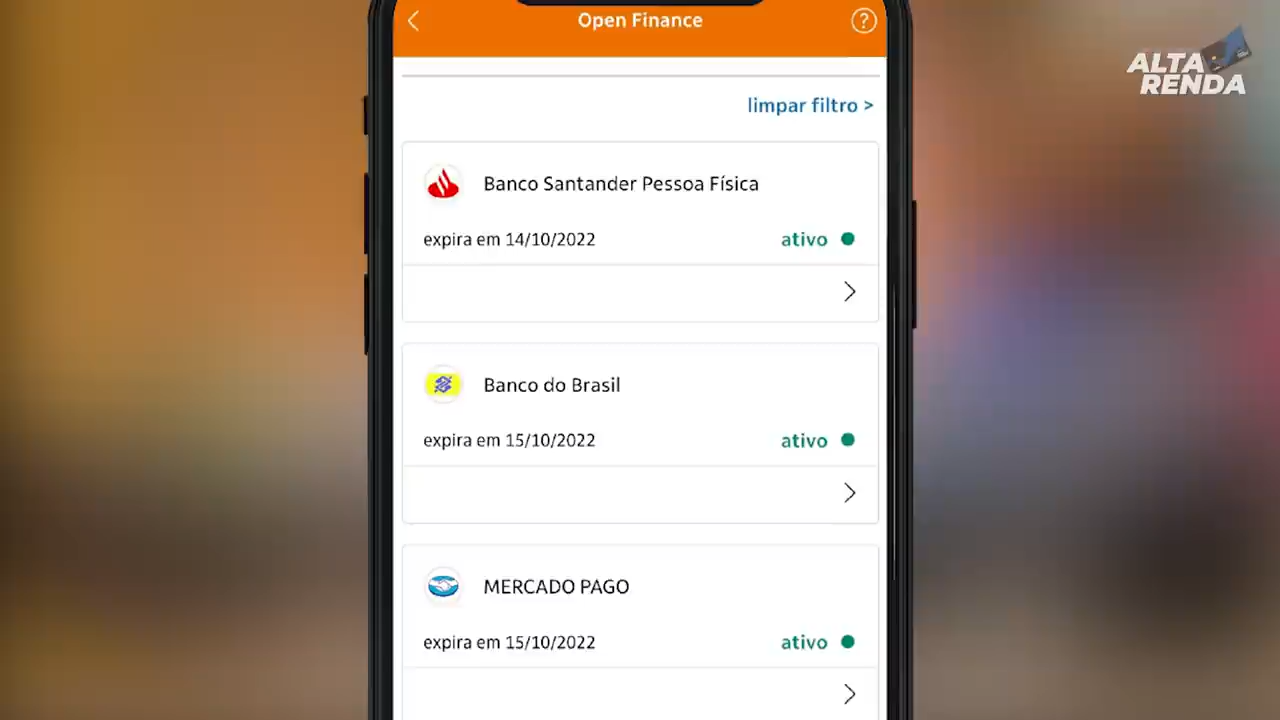 Open Finance
?
ALTA
RENDA
limpar filtro >
Banco Santander Pessoa Física
expira em 14/10/2022
ativo
Banco do Brasil
expira em 15/10/2022
ativo
MERCADO PAGO
expira em 15/10/2022
ativo